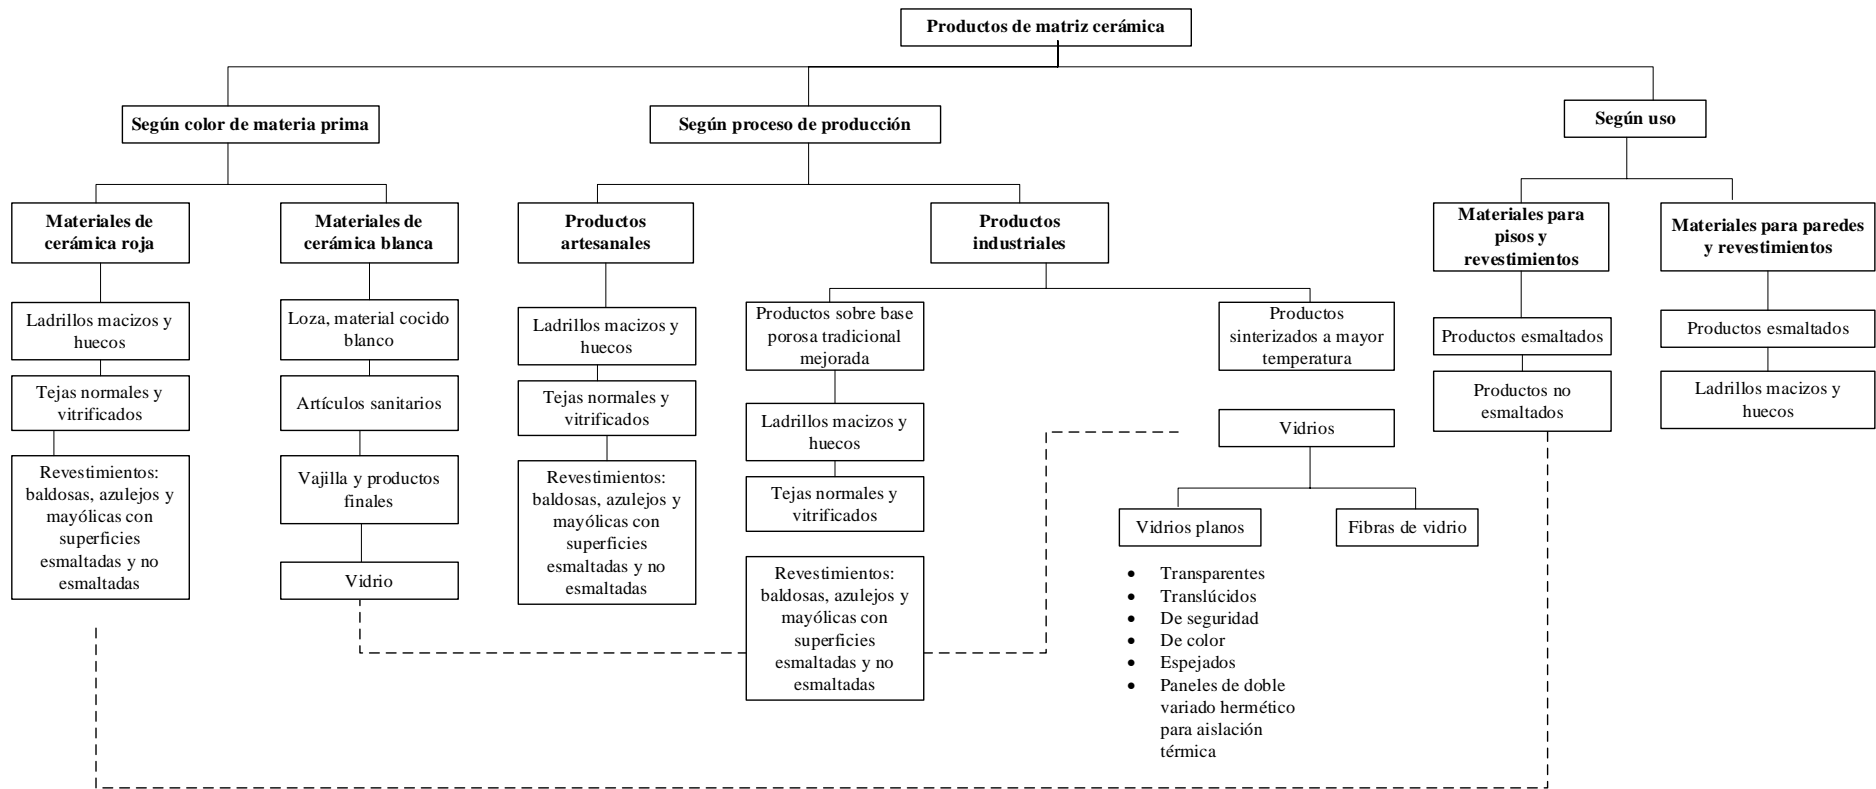 Productos de matriz cerámica
Según color de materia prima
Según proceso de producción
Según uso
Materiales de
cerámica roja
Materiales de
cerámica blanca
Productos
artesanales
Productos
industriales
Materiales para
pisos y
revestimientos
Materiales para paredes
y revestimientos
Ladrillos macizos y
huecos
Tejas normales y
vitrificados
Revestimientos:
baldosas, azulejos y
mayólicas con
superficies
esmaltadas y no
esmaltadas
Loza, material cocido
blanco
Artículos sanitarios
Vajilla y productos
finales
Vidrio
Ladrillos macizos y
huecos
Tejas normales y
vitrificados
Revestimientos:
baldosas, azulejos y
mayólicas con
superficies
esmaltadas y no
esmaltadas
Productos sobre base
porosa tradicional
mejorada
Ladrillos macizos y
huecos
Tejas normales y
vitrificados
Revestimientos:
baldosas, azulejos y
mayólicas con
superficies
esmaltadas y no
esmaltadas
Productos
sinterizados a mayor
temperatura
Vidrios
Vidrios planos
Fibras de vidrio
• Transparentes
• Translúcidos
• De seguridad
• De color
• Espejados
• Paneles de doble
variado hermético
para aislación
térmica
Productos esmaltados
Productos no
esmaltados
Productos esmaltados
Ladrillos macizos y
huecos